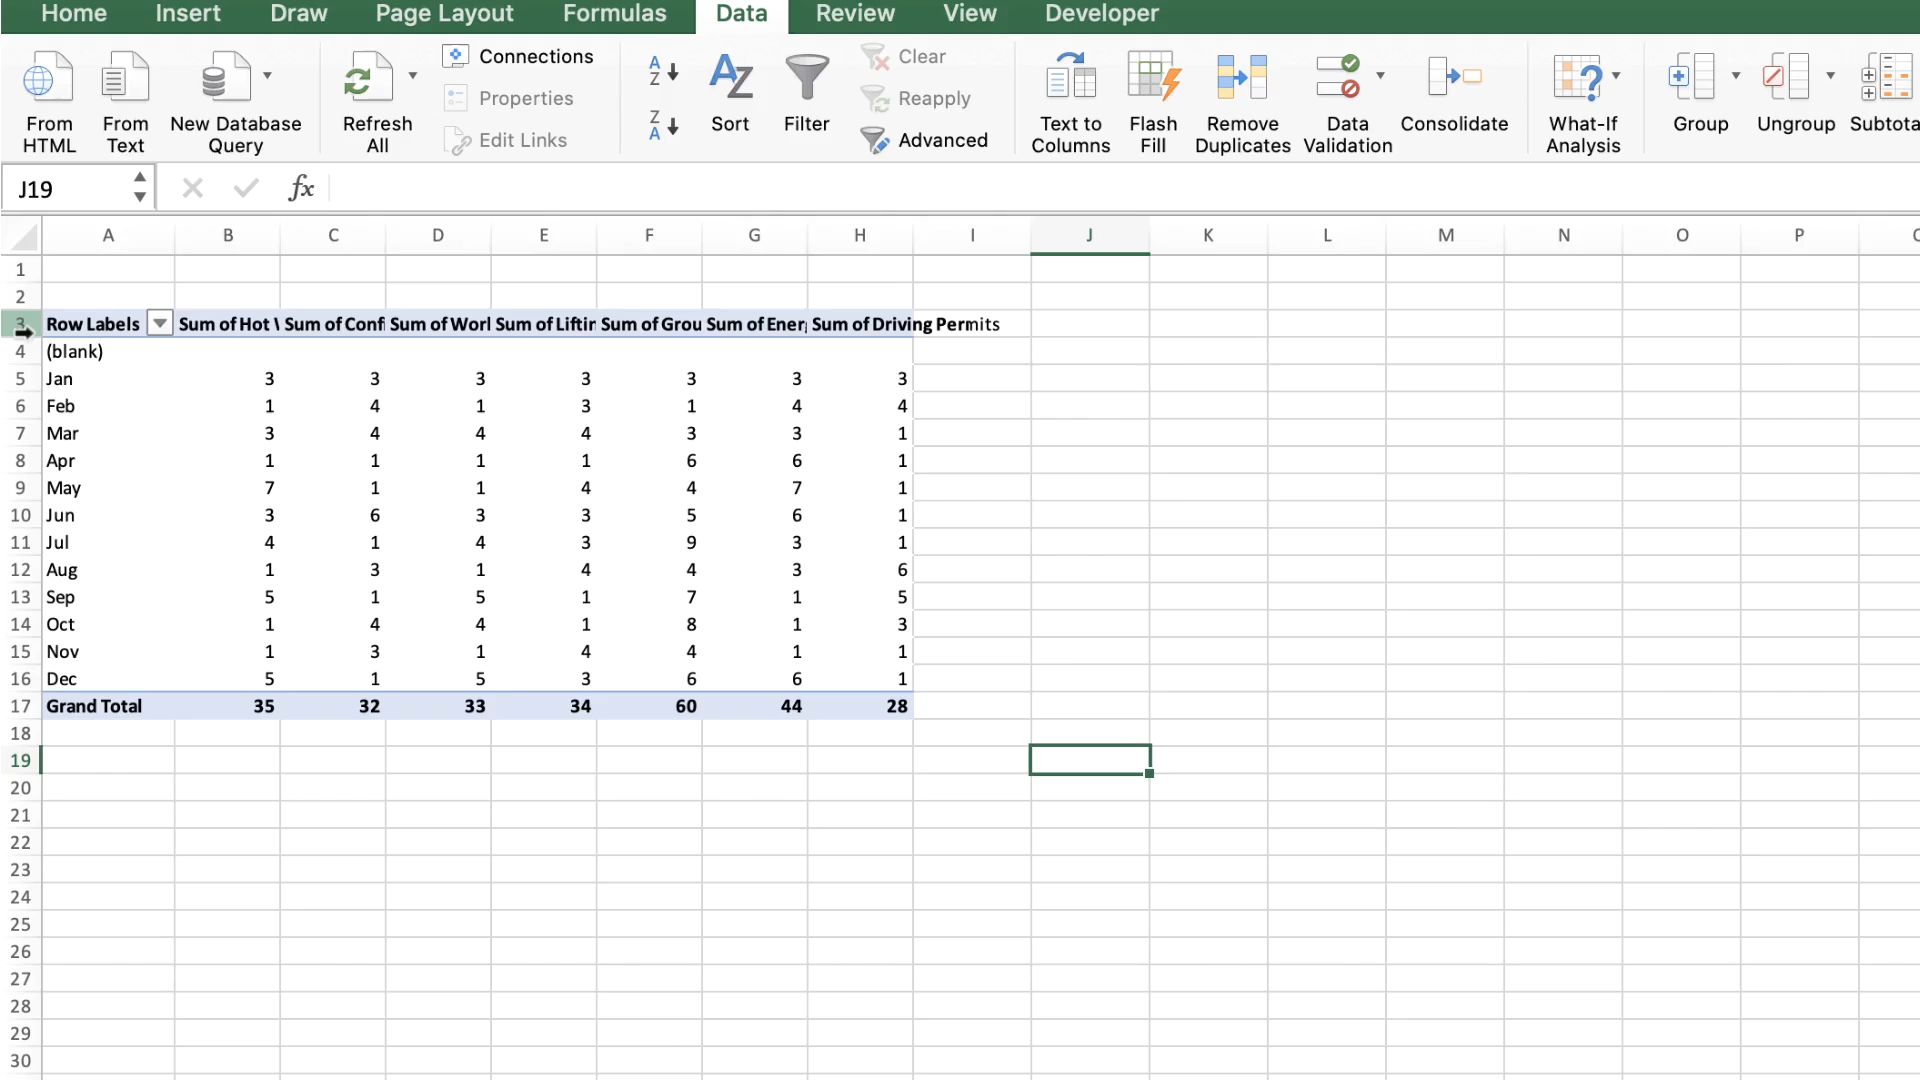 Home Insert Draw Page Layout Formulas Data Review View Developer
From HTML
From Text
New Database Query
Refresh All
Connections
Properties
Edit Links
A Z
Z A
Sort
Filter
Clear
Reapply
Advanced
Text to Columns
Flash Fill
Remove Duplicates
Data Validation
Consolidate
What-If Analysis
Group
Ungroup
Subtota
J19 fx
A B C D E F G H I J K L M N O P
1
2
3 Row Labels Sum of Hot Sum of Conf Sum of Worl Sum of Liftin Sum of Grou Sum of Ener Sum of Driving Permits
4 (blank)
5 Jan 3 3 3 3 3 3 3
6 Feb 1 4 1 3 1 4 4
7 Mar 3 4 4 4 3 3 1
8 Apr 1 1 1 1 6 6 1
9 May 7 1 1 4 4 7 1
10 Jun 3 6 3 3 5 6 1
11 Jul 4 1 4 3 9 3 1
12 Aug 1 3 1 4 4 3 6
13 Sep 5 1 5 1 7 1 5
14 Oct 1 4 4 1 8 1 3
15 Nov 1 3 1 4 4 1 1
16 Dec 5 1 5 3 6 6 1
17 Grand Total 35 32 33 34 60 44 28
18
19
20
21
22
23
24
25
26
27
28
29
30